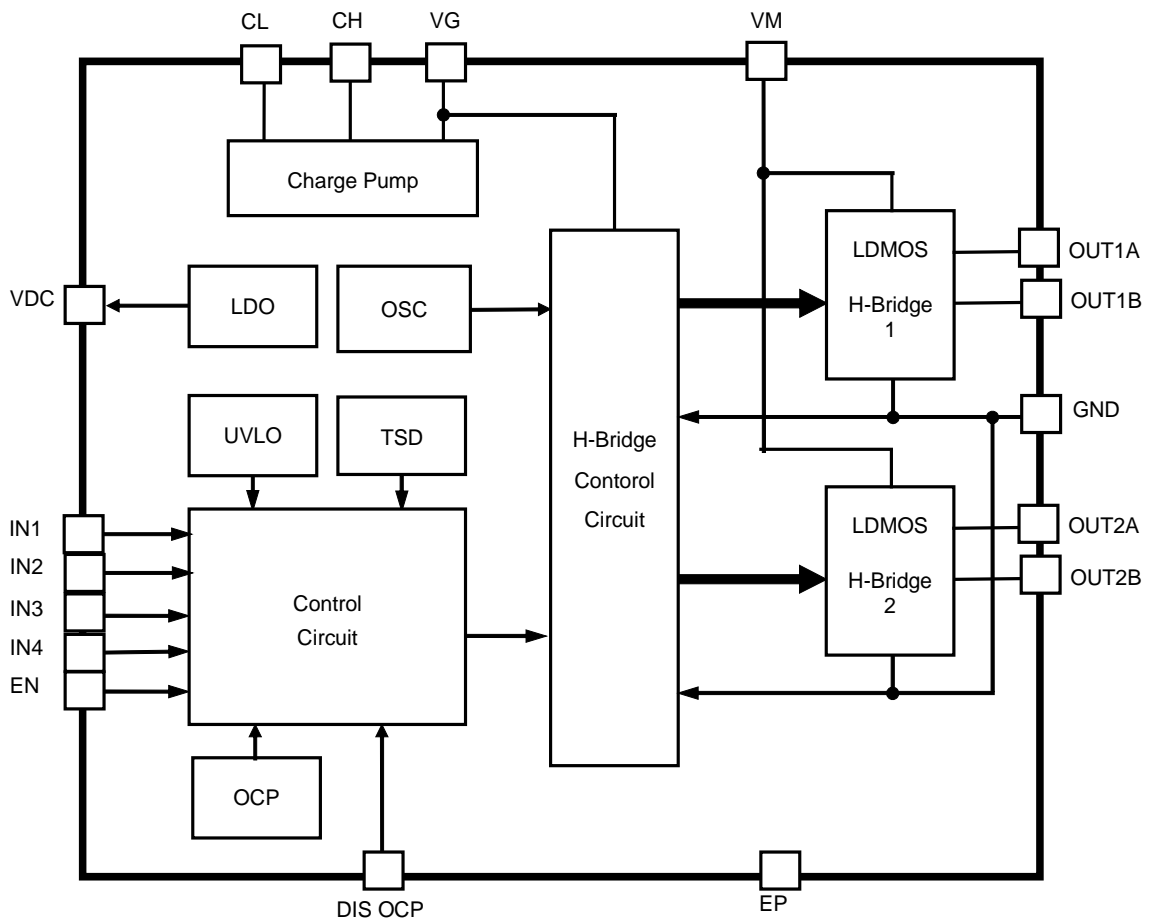 CL
CH
VG
VM
Charge Pump
LDMOS
H-Bridge
1
OUT1A
OUT1B
VDC
LDO
OSC
UVLO
TSD
H-Bridge
Contorol
Circuit
GND
IN1
IN2
IN3
IN4
EN
Control
Circuit
LDMOS
H-Bridge
2
OUT2A
OUT2B
OCP
DIS OCP
EP